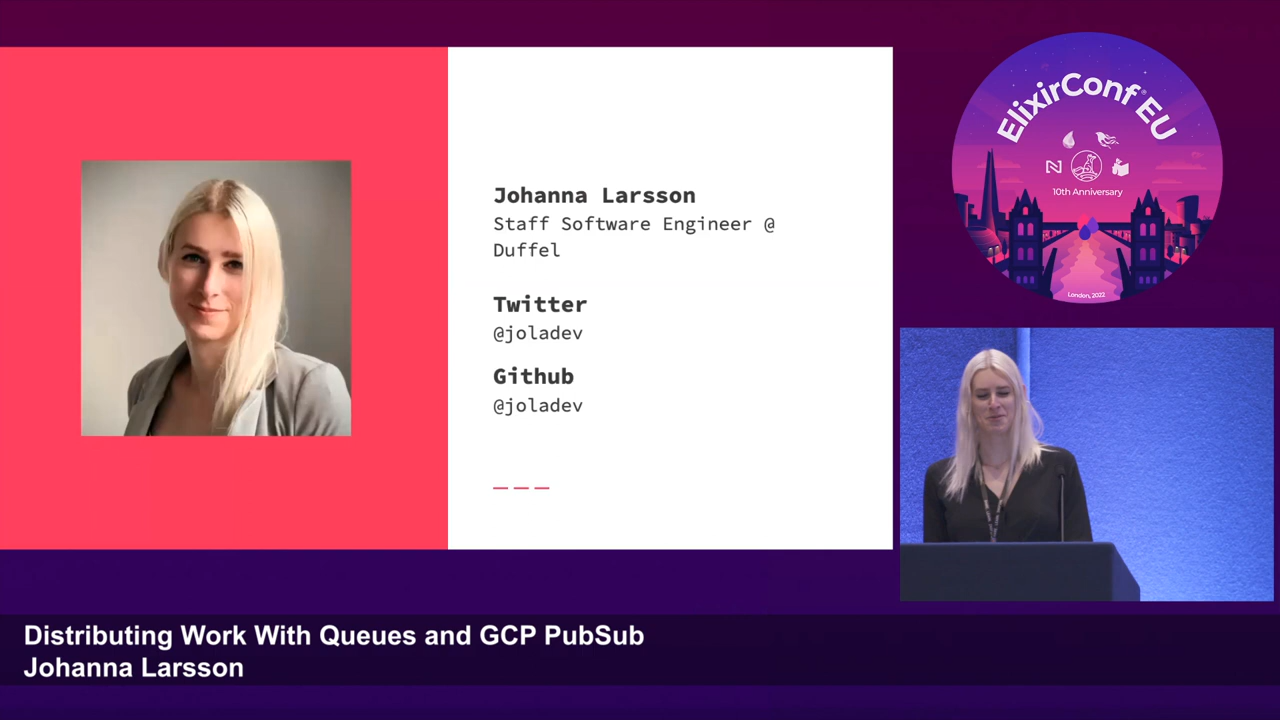 Johanna Larsson
Staff Software Engineer @
Duffel
Twitter
@joladev
Github
@joladev
ElixirConf® EU
N
10th Anniversary
London, 2022
Distributing Work With Queues and GCP PubSub
Johanna Larsson